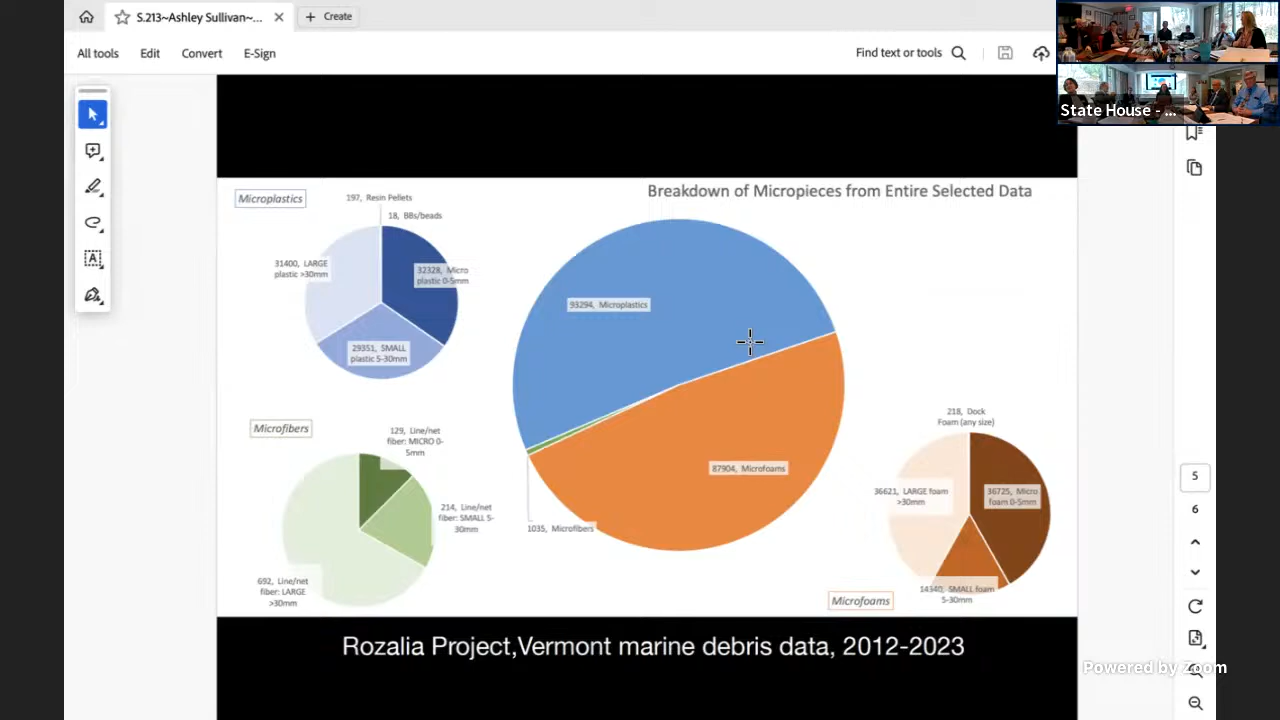 S.213~Ashley Sullivan~...
Create
All tools
Edit
Convert
E-Sign
Find text or tools
State House - ...
Breakdown of Micropieces from Entire Selected Data
Microplastics
197, Resin Pellets
18, BBs/beads
31400, LARGE
plastic >30mm
32328, Micro
plastic 0-5mm
29351, SMALL
plastic 5-30mm
93294, Microplastics
87904, Microfoams
1035, Microfibers
Microfibers
129, Line/net
fiber: MICRO 0-
5mm
214, Line/net
fiber: SMALL 5-
30mm
692, Line/net
fiber: LARGE
>30mm
218, Dock
Foam (any size)
36621, LARGE foam
>30mm
36725, Micro
foam 0-5mm
14340, SMALL foam
5-30mm
Microfoams
5
6
Rozalia Project,Vermont marine debris data, 2012-2023
Powered by Zoom